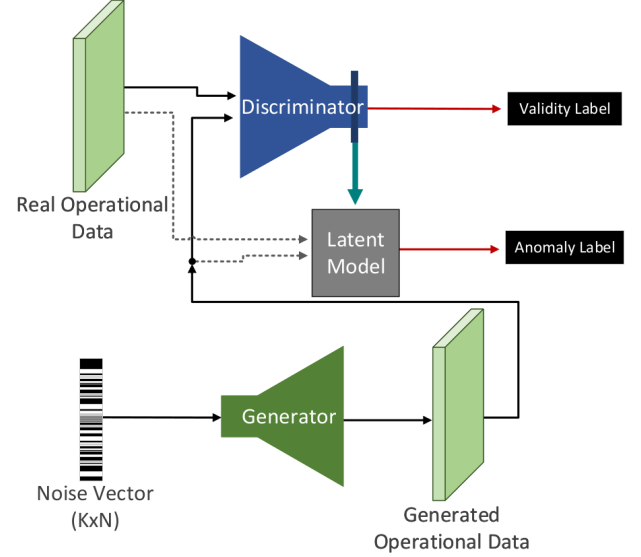 Discriminator
Validity Label
Real Operational
Data
Latent
Model
Anomaly Label
Generator
Noise Vector
(KxN)
Generated
Operational Data